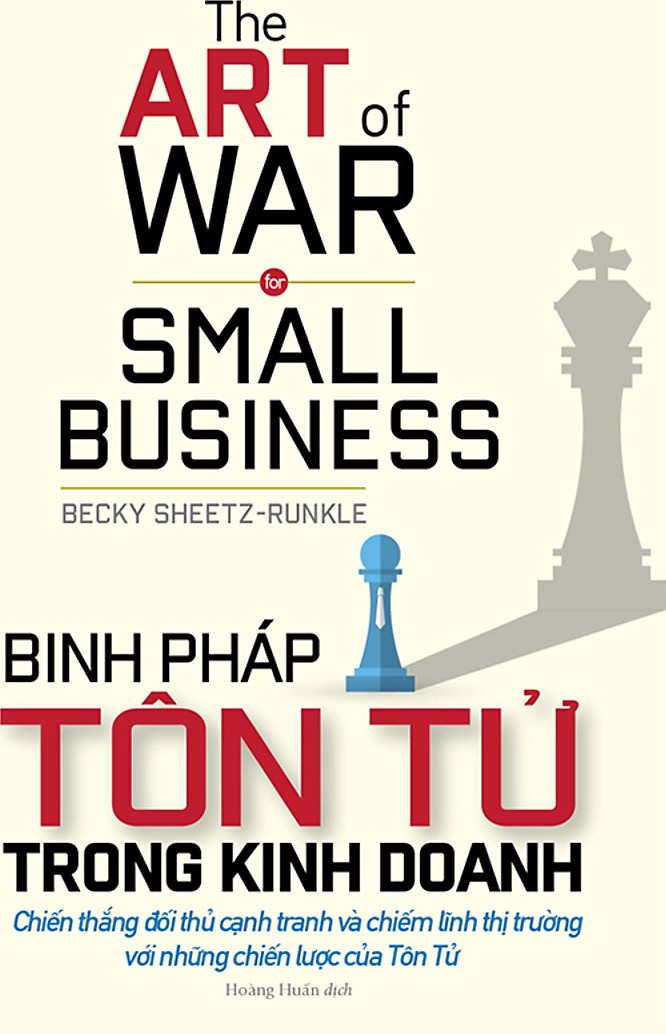 The
ART of
WAR
for
SMALL
BUSINESS
BECKY SHEETZ-RUNKLE
BINH PHÁP
TÔN TỬ
TRONG KINH DOANH
Chiến thắng đối thủ cạnh tranh và chiếm lĩnh thị trường
với những chiến lược của Tôn Tử
Hoàng Huấn dịch